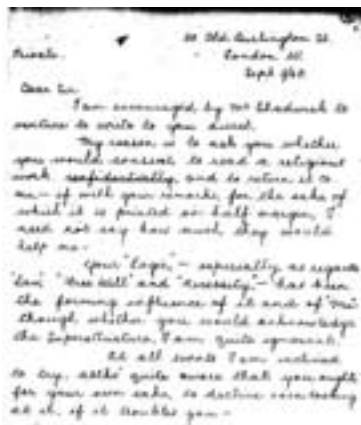 30 Old Burlington St.
London W.
Private.
Sept 5/60
Dear Sir
I am encouraged by Mr Chadwick to
venture to write to you direct.
My reason is to ask you whether
you would consent to read a religious
work confidentially, and to return it to
me - if with your remarks, for the sake of
which it is printed on half margin, I
need not say how much they would
help me -
Your "Logic" - especially as regards
"Law" "Free Will" and "Necessity" - has been
the forming influence of it and of "me"
though whether you would acknowledge
the superstructure, I am quite ignorant.
At all events I am inclined
to try, altho' quite aware that you ought
for your own sake, to decline even looking
at it, if it troubles you -